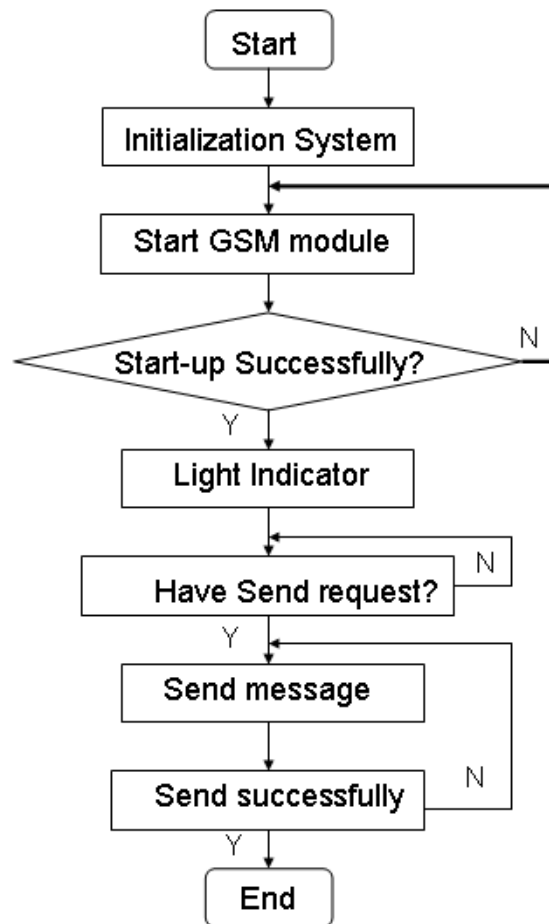 Start
Initialization System
Start GSM module
Start-up Successfully?
N
Y
Light Indicator
N
Have Send request?
Y
Send message
N
Send successfully
Y
End